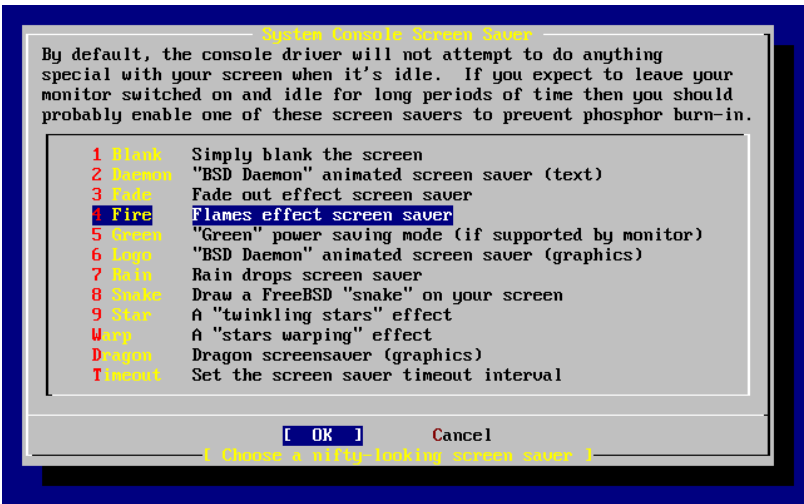 System Console Screen Saver
By default, the console driver will not attempt to do anything
special with your screen when it's idle.  If you expect to leave your
monitor switched on and idle for long periods of time then you should
probably enable one of these screen savers to prevent phosphor burn-in.
1 Blank Simply blank the screen
2 Daemon "BSD Daemon" animated screen saver (text)
3 Fade Fade out effect screen saver
4 Fire Flames effect screen saver
5 Green "Green" power saving mode (if supported by monitor)
6 Logo "BSD Daemon" animated screen saver (graphics)
7 Rain Rain drops screen saver
8 Snake Draw a FreeBSD "snake" on your screen
9 Star A "twinkling stars" effect
Warp A "stars warping" effect
Dragon Dragon screensaver (graphics)
Timeout Set the screen saver timeout interval
[ OK ] Cancel
[ Choose a nifty-looking screen saver ]